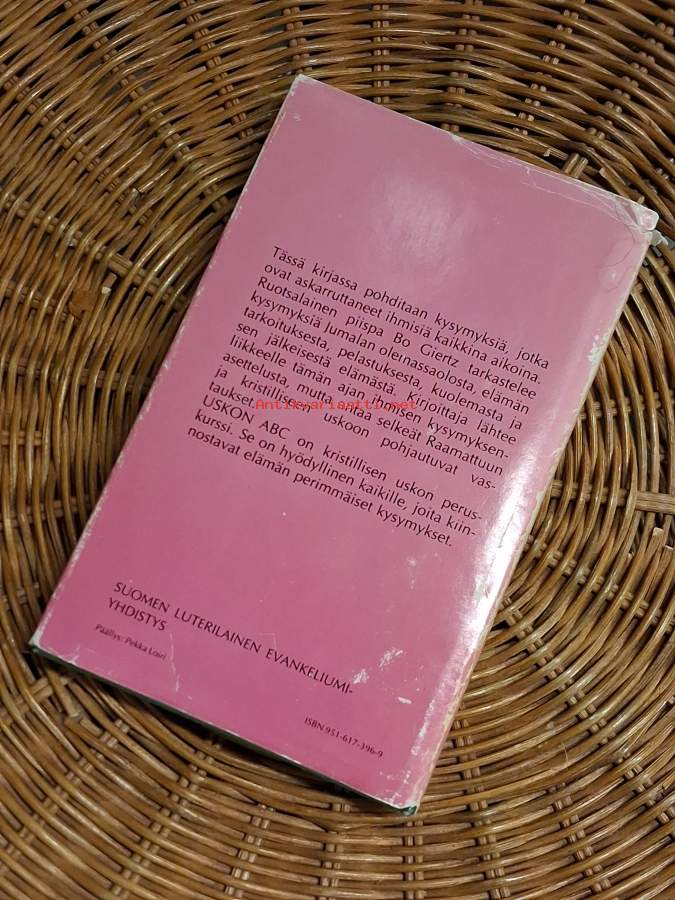 Tässä kirjassa pohditaan kysymyksiä, jotka
ovat askarruttaneet ihmisiä kaikkina aikoina.
Ruotsalainen piispa Bo Giertz tarkastelee
kysymyksiä Jumalan olemassaolosta, elämän
tarkoituksesta, pelastuksesta, kuolemasta ja
sen jälkeisestä elämästä. Kirjoittaja lähtee
liikkeelle tämän ajan ihmisen kysymyksen-
asettelusta, mutta antaa selkeät Raamattuun
ja kristilliseen uskoon pohjautuvat vas-
taukset.
Antikvariaatti.net
USKON ABC on kristillisen uskon perus-
kurssi. Se on hyödyllinen kaikille, joita kiin-
nostavat elämän perimmäiset kysymykset.
SUOMEN LUTERILAINEN EVANKELIUMI-
YHDISTYS
Päällys: Pekka Loiri
ISBN 951-617-396-9